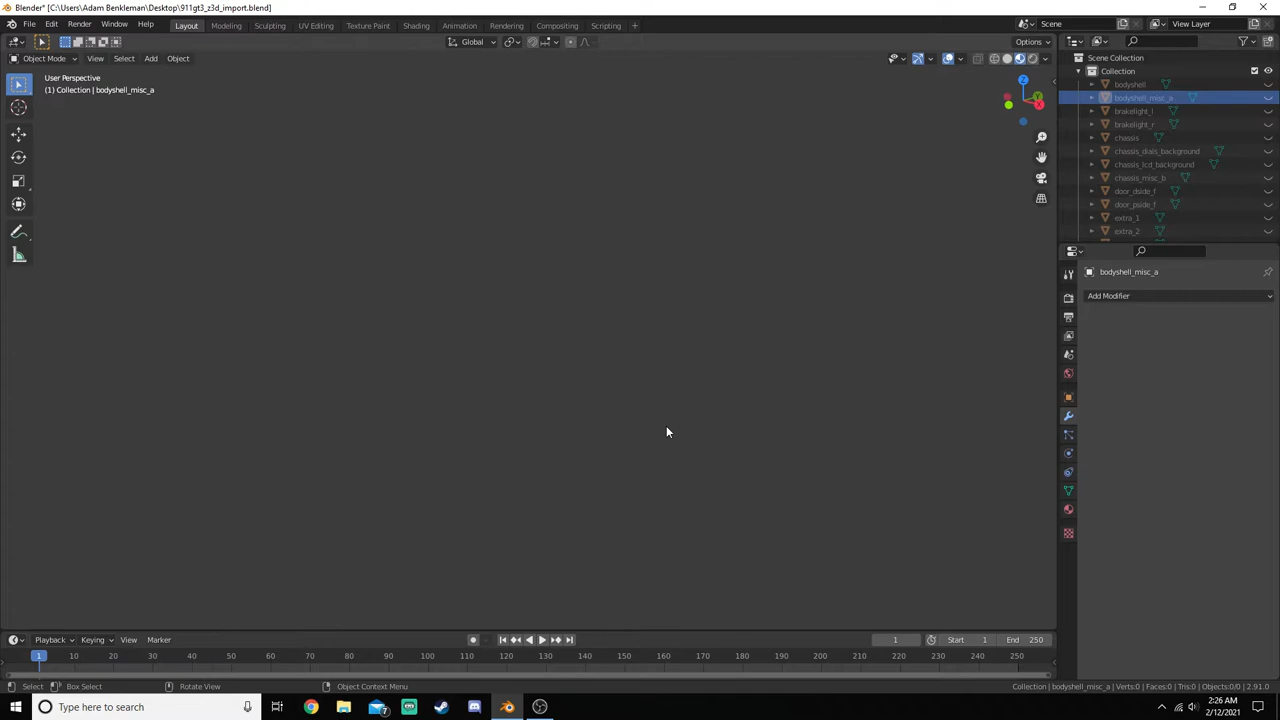 Blender* [C:\Users\Adam Benkleman\Desktop\911gt3_z3d_import.blend]
File Edit Render Window Help Layout Modeling Sculpting UV Editing Texture Paint Shading Animation Rendering Compositing Scripting + Scene View Layer
Global Options
Object Mode View Select Add Object
User Perspective
(1) Collection | bodyshell_misc_a
Z
Y
X
Scene Collection
Collection
bodyshell
bodyshell_misc_a
brakelight_l
brakelight_r
chassis
chassis_dials_background
chassis_lcd_background
chassis_misc_b
door_dside_f
door_pside_f
extra_1
extra_2
bodyshell_misc_a
Add Modifier
Playback Keying View Marker 1 Start 1 End 250
1 10 20 30 40 50 60 70 80 90 100 110 120 130 140 150 160 170 180 190 200 210 220 230 240 250
Select Box Select Rotate View Object Context Menu Collection | bodyshell_misc_a | Verts:0 | Faces:0 | Tris:0 | Objects:0/0 | 2.91.0
Type here to search 7 2:26 AM
2/12/2021